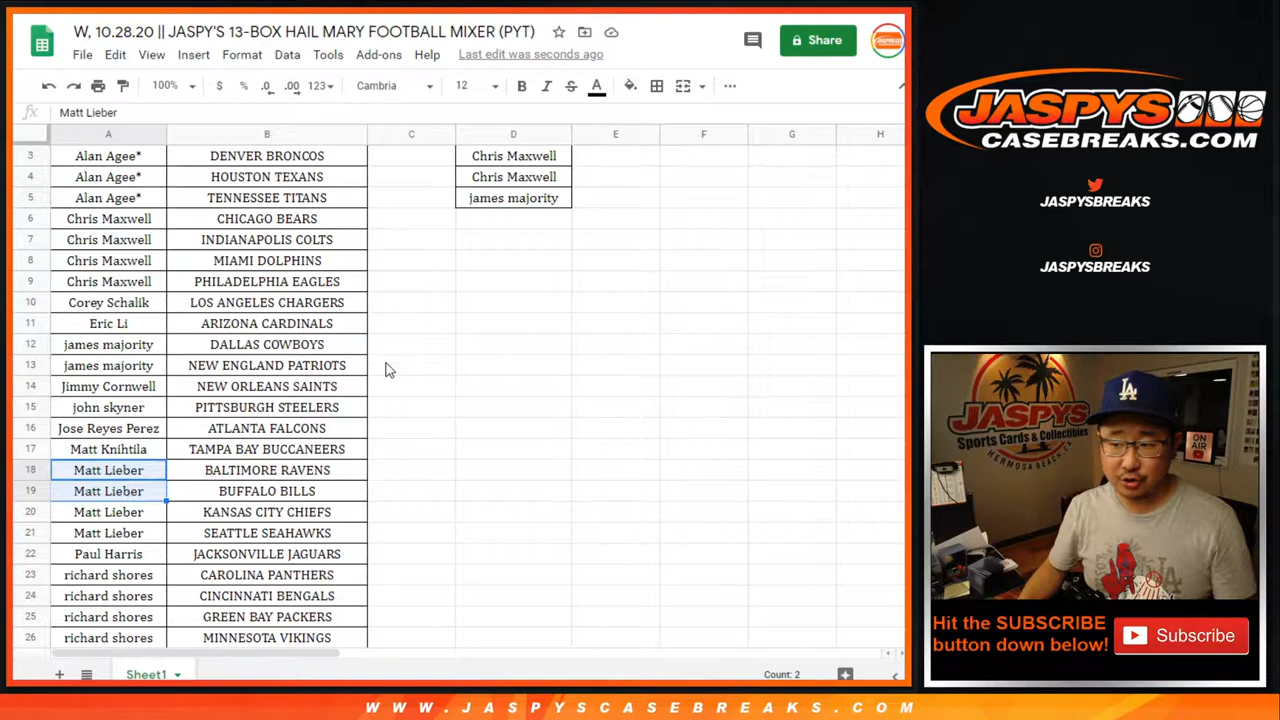 W, 10.28.20 || JASPY'S 13-BOX HAIL MARY FOOTBALL MIXER (PYT)
File Edit View Insert Format Data Tools Add-ons Help Last edit was seconds ago
Share
100% $ % .0 .00 123 Cambria 12 B I S A
fx Matt Lieber
A B C D E F G H
3 Alan Agee* DENVER BRONCOS Chris Maxwell
4 Alan Agee* HOUSTON TEXANS Chris Maxwell
5 Alan Agee* TENNESSEE TITANS james majority
6 Chris Maxwell CHICAGO BEARS
7 Chris Maxwell INDIANAPOLIS COLTS
8 Chris Maxwell MIAMI DOLPHINS
9 Chris Maxwell PHILADELPHIA EAGLES
10 Corey Schalik LOS ANGELES CHARGERS
11 Eric Li ARIZONA CARDINALS
12 james majority DALLAS COWBOYS
13 james majority NEW ENGLAND PATRIOTS
14 Jimmy Cornwell NEW ORLEANS SAINTS
15 john skyner PITTSBURGH STEELERS
16 Jose Reyes Perez ATLANTA FALCONS
17 Matt Knihtila TAMPA BAY BUCCANEERS
18 Matt Lieber BALTIMORE RAVENS
19 Matt Lieber BUFFALO BILLS
20 Matt Lieber KANSAS CITY CHIEFS
21 Matt Lieber SEATTLE SEAHAWKS
22 Paul Harris JACKSONVILLE JAGUARS
23 richard shores CAROLINA PANTHERS
24 richard shores CINCINNATI BENGALS
25 richard shores GREEN BAY PACKERS
26 richard shores MINNESOTA VIKINGS
Sheet1 Count: 2
JASPYS
CASEBREAKS.COM
JASPYSBREAKS
JASPYSBREAKS
JASPYS
Sports Cards & Collectibles
HERMOSA BEACH, CA
ON AIR
LA
Hit the SUBSCRIBE
button down below!
Subscribe
WWW.JASPYSCASEBREAKS.COM